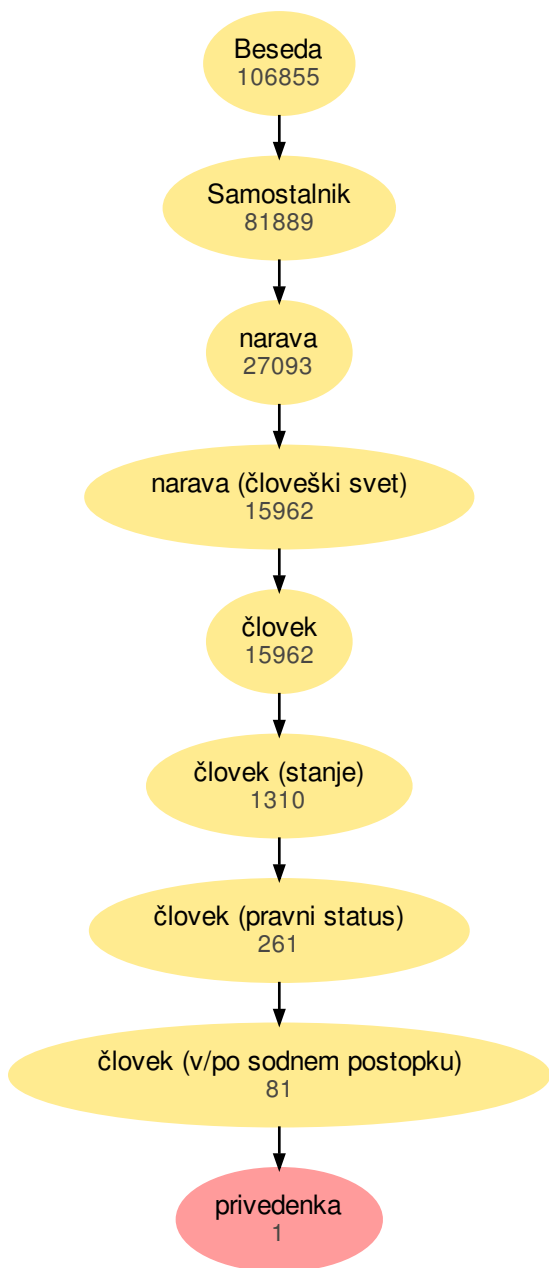 Beseda
106855
Samostalnik
81889
narava
27093
narava (človeški svet)
15962
človek
15962
človek (stanje)
1310
človek (pravni status)
261
človek (v/po sodnem postopku)
81
privedenka
1